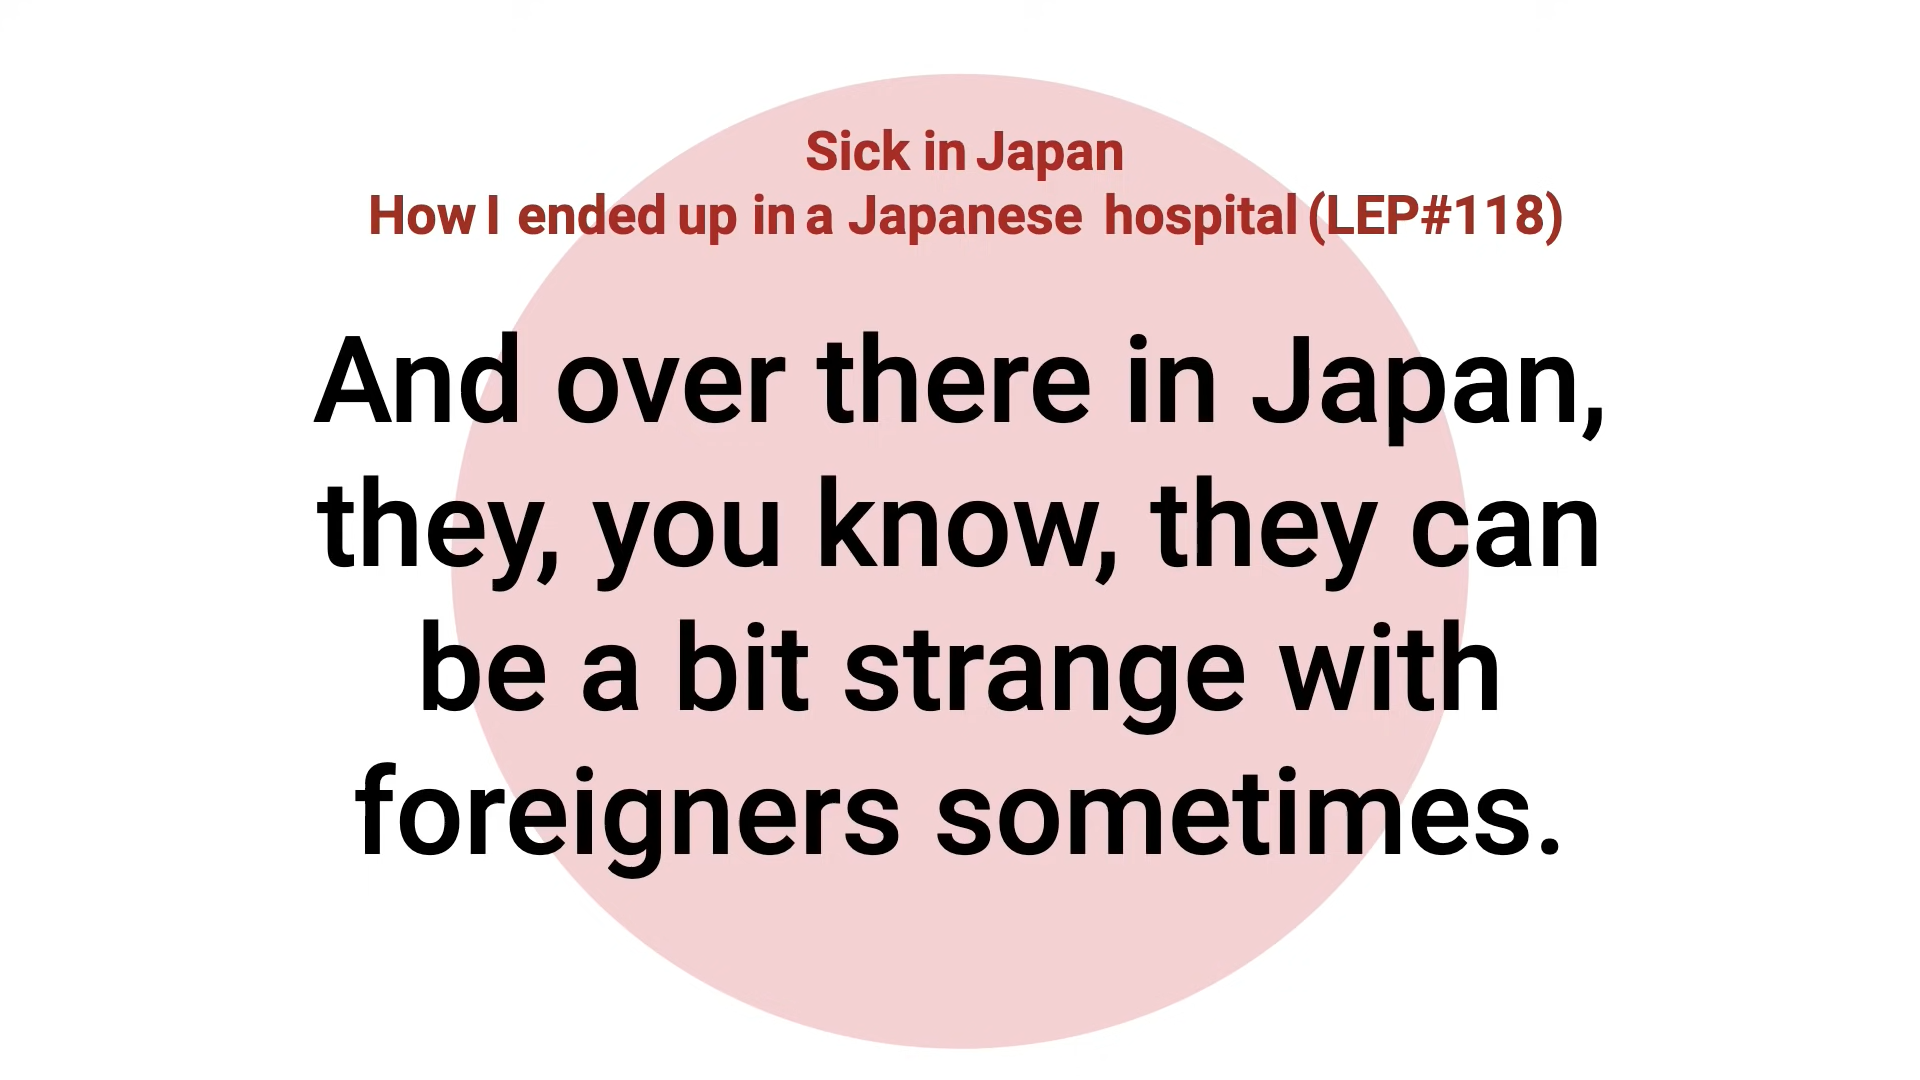 Sick in Japan
How I ended up in a Japanese hospital (LEP#118)
And over there in Japan,
they, you know, they can
be a bit strange with
foreigners sometimes.